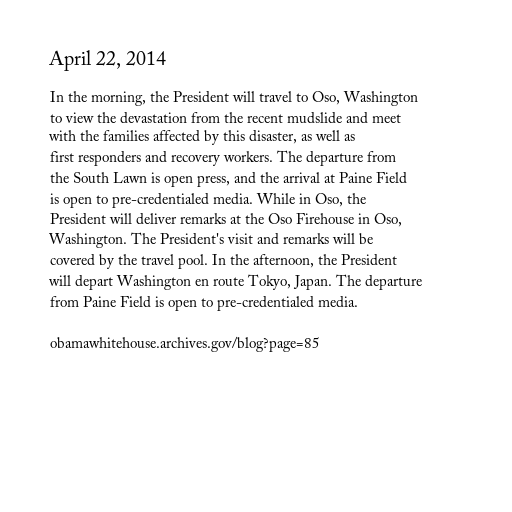 April 22, 2014
In the morning, the President will travel to Oso, Washington
to view the devastation from the recent mudslide and meet
with the families affected by this disaster, as well as
first responders and recovery workers. The departure from
the South Lawn is open press, and the arrival at Paine Field
is open to pre-credentialed media. While in Oso, the
President will deliver remarks at the Oso Firehouse in Oso,
Washington. The President's visit and remarks will be
covered by the travel pool. In the afternoon, the President
will depart Washington en route Tokyo, Japan. The departure
from Paine Field is open to pre-credentialed media.
obamawhitehouse.archives.gov/blog?page=85